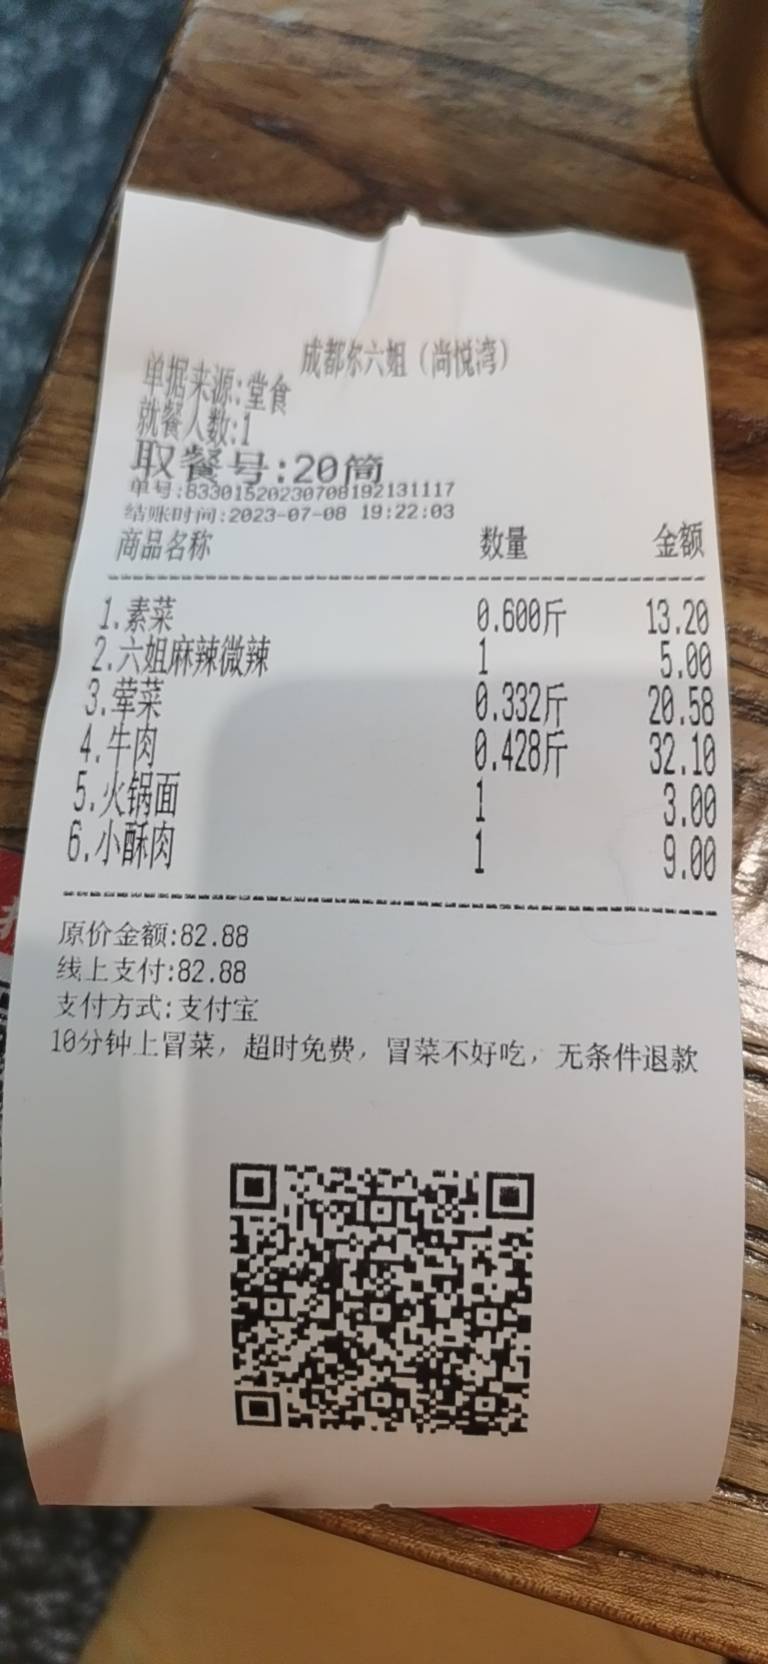 成都尔六姐（尚悦湾）
单据来源:堂食
就餐人数:1
取餐号:20筒
单号:833015202307081921311​17
结账时间:2023-07-08 19:22:03
商品名称 数量 金额
1.素菜 0.600斤 13.20
2.六姐麻辣微辣 1 5.00
3.荤菜 0.332斤 20.58
4.牛肉 0.428斤 32.10
5.火锅面 1 3.00
6.小酥肉 1 9.00
原价金额:82.88
线上支付:82.88
支付方式:支付宝
10分钟上冒菜，超时免费，冒菜不好吃，无条件退款